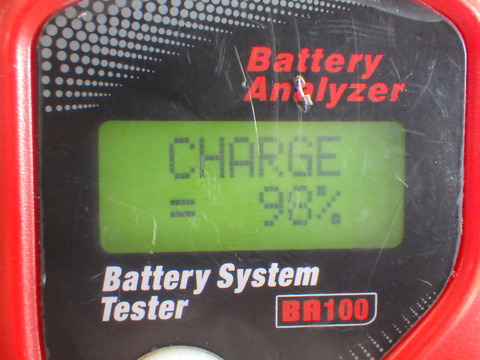 Battery
Analyzer
CHARGE
= 98%
Battery System
Tester
BA100